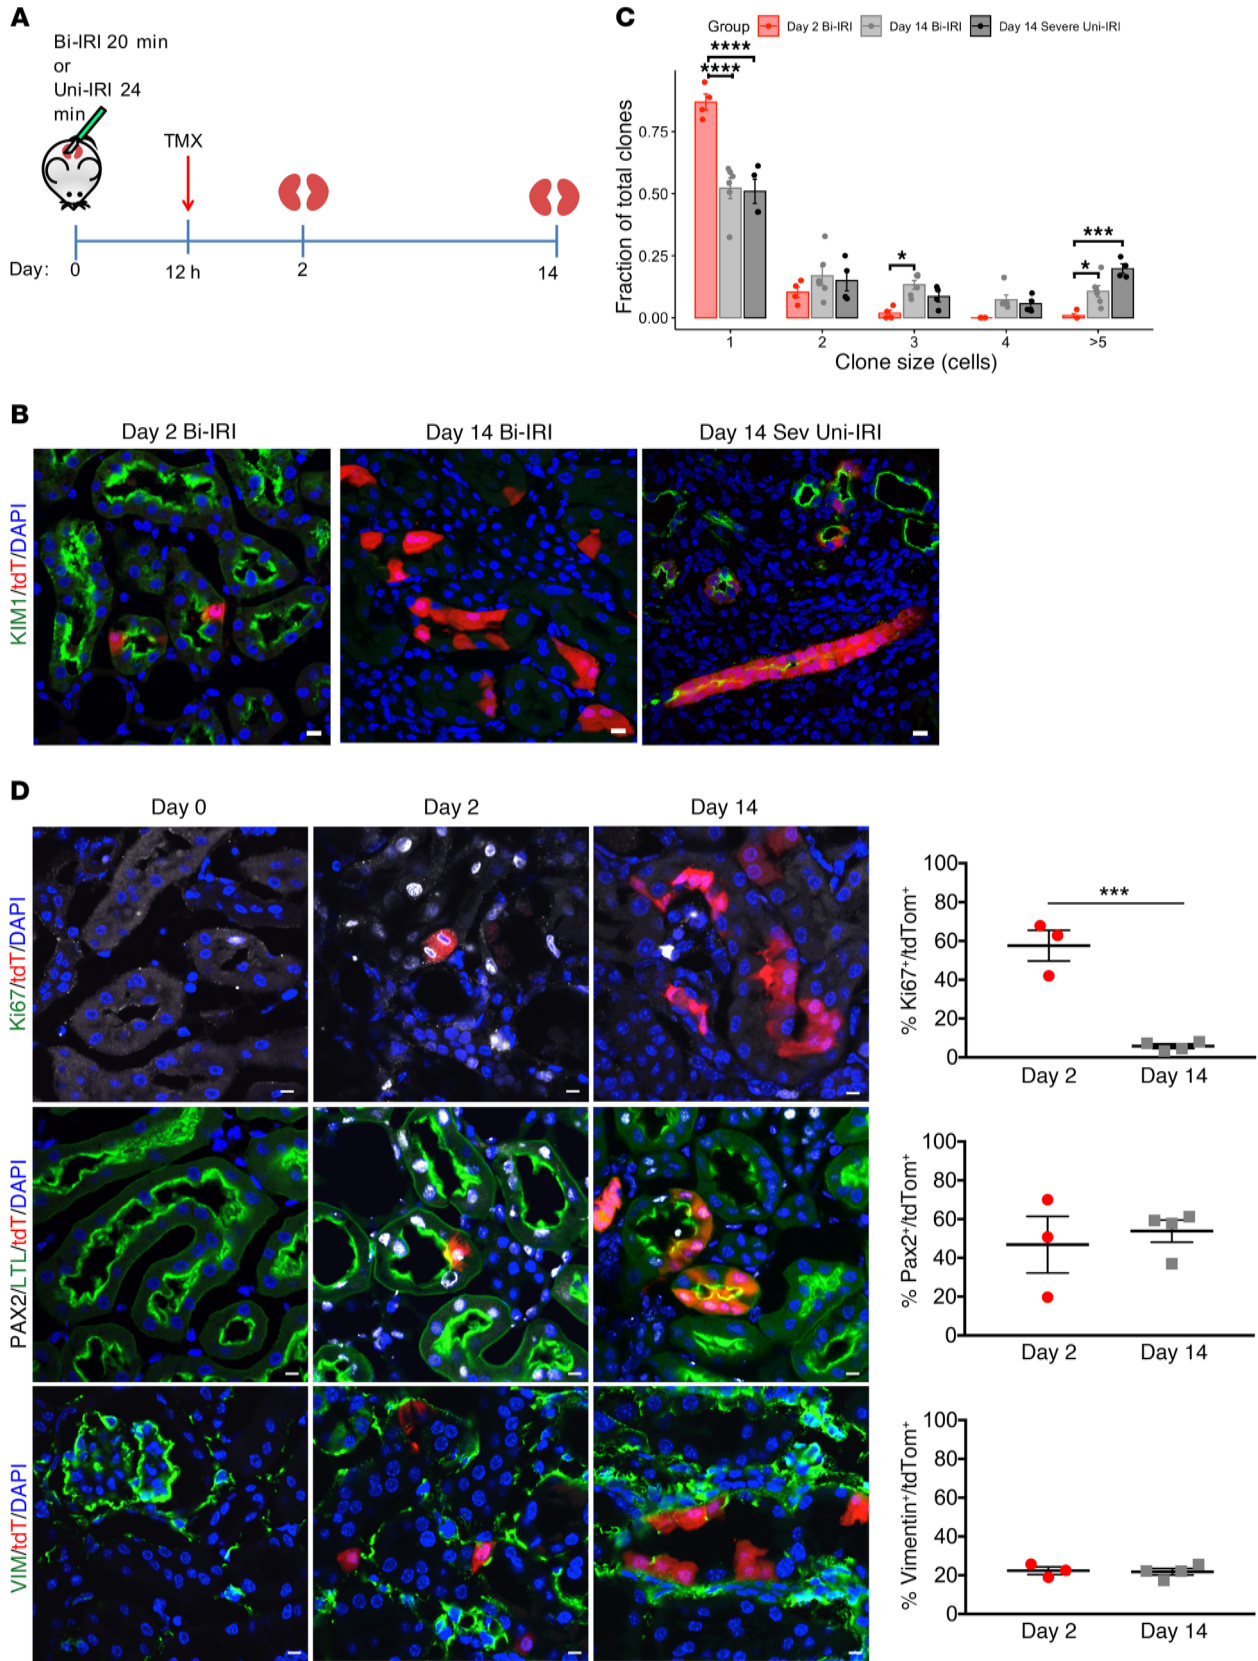 A
Bi-IRI 20 min
or
Uni-IRI 24
min
TMX
Day:
0
12 h
2
14
C
Group
Day 2 Bi-IRI
Day 14 Bi-IRI
Day 14 Severe Uni-IRI
Fraction of total clones
0.75
0.50
0.25
0.00
****
****
*
*
***
1
2
3
4
>5
Clone size (cells)
B
Day 2 Bi-IRI
Day 14 Bi-IRI
Day 14 Sev Uni-IRI
KIM1/tdT/DAPI
D
Day 0
Day 2
Day 14
Ki67/tdT/DAPI
% Ki67⁺/tdTom⁺
100
80
60
40
20
0
***
Day 2
Day 14
PAX2/LTL/tdT/DAPI
% Pax2⁺/tdTom⁺
100
80
60
40
20
0
Day 2
Day 14
VIM/tdT/DAPI
% Vimentin⁺/tdTom⁺
100
80
60
40
20
0
Day 2
Day 14